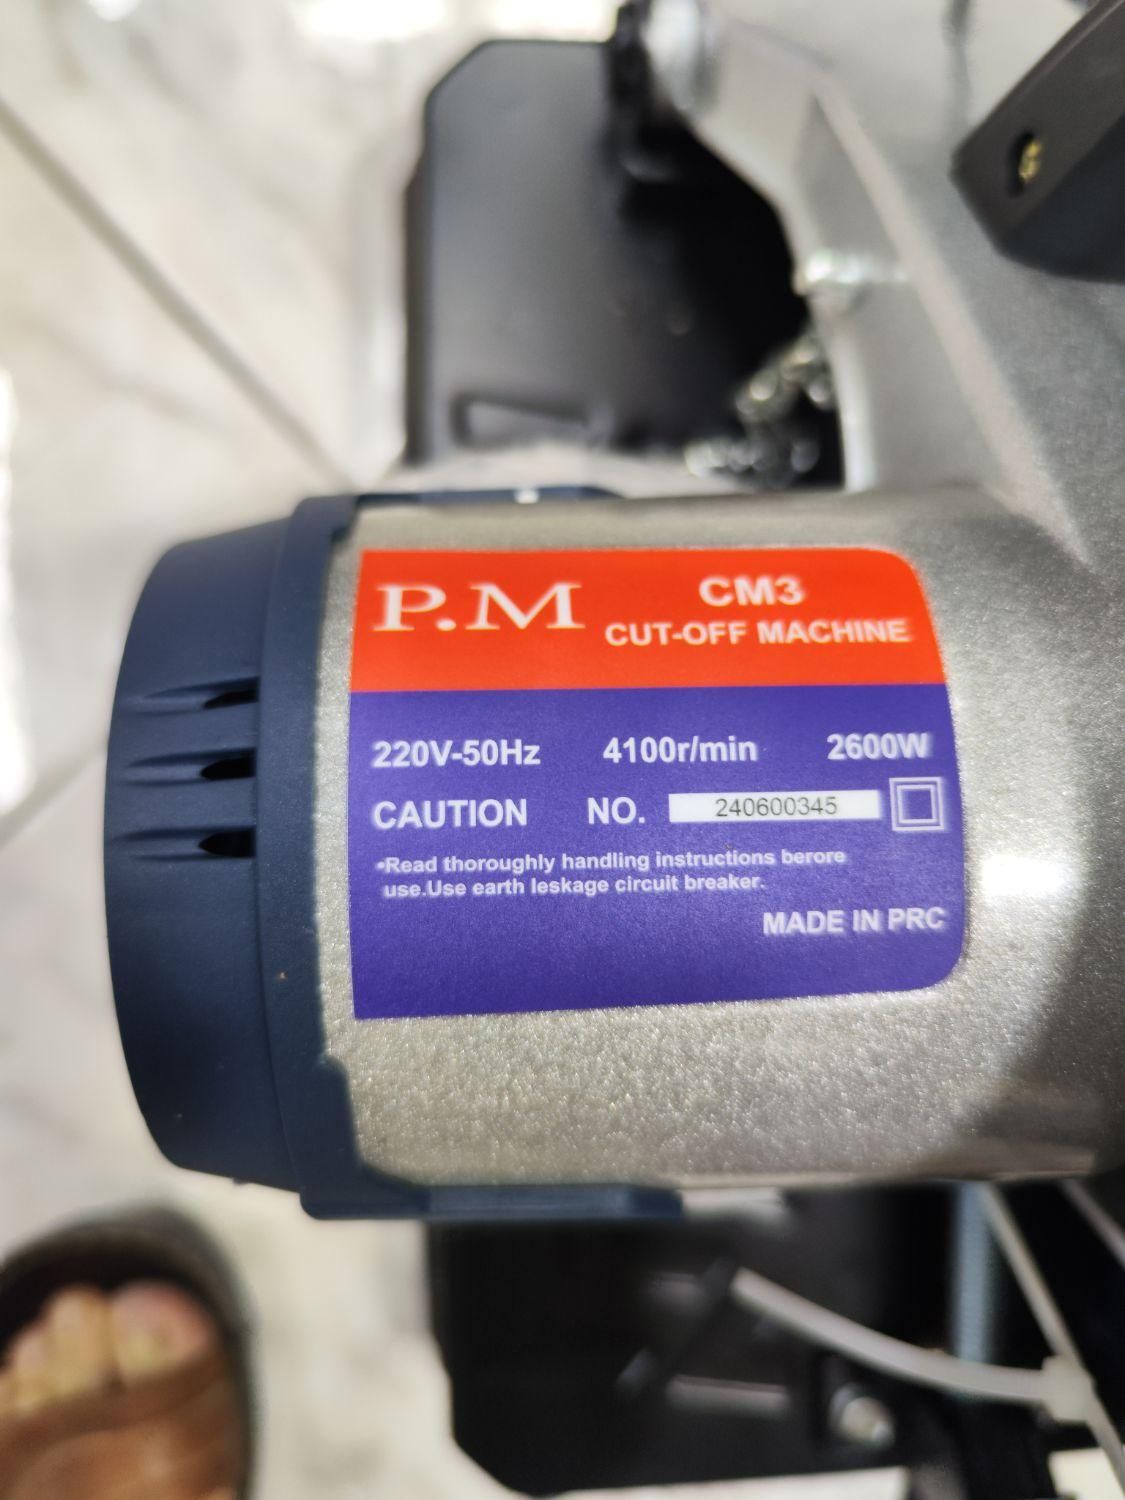 P.M
CM3
CUT-OFF MACHINE
220V-50Hz 4100r/min 2600W
CAUTION NO. 240600345
•Read thoroughly handling instructions berore
use.Use earth leskage circuit breaker.
MADE IN PRC